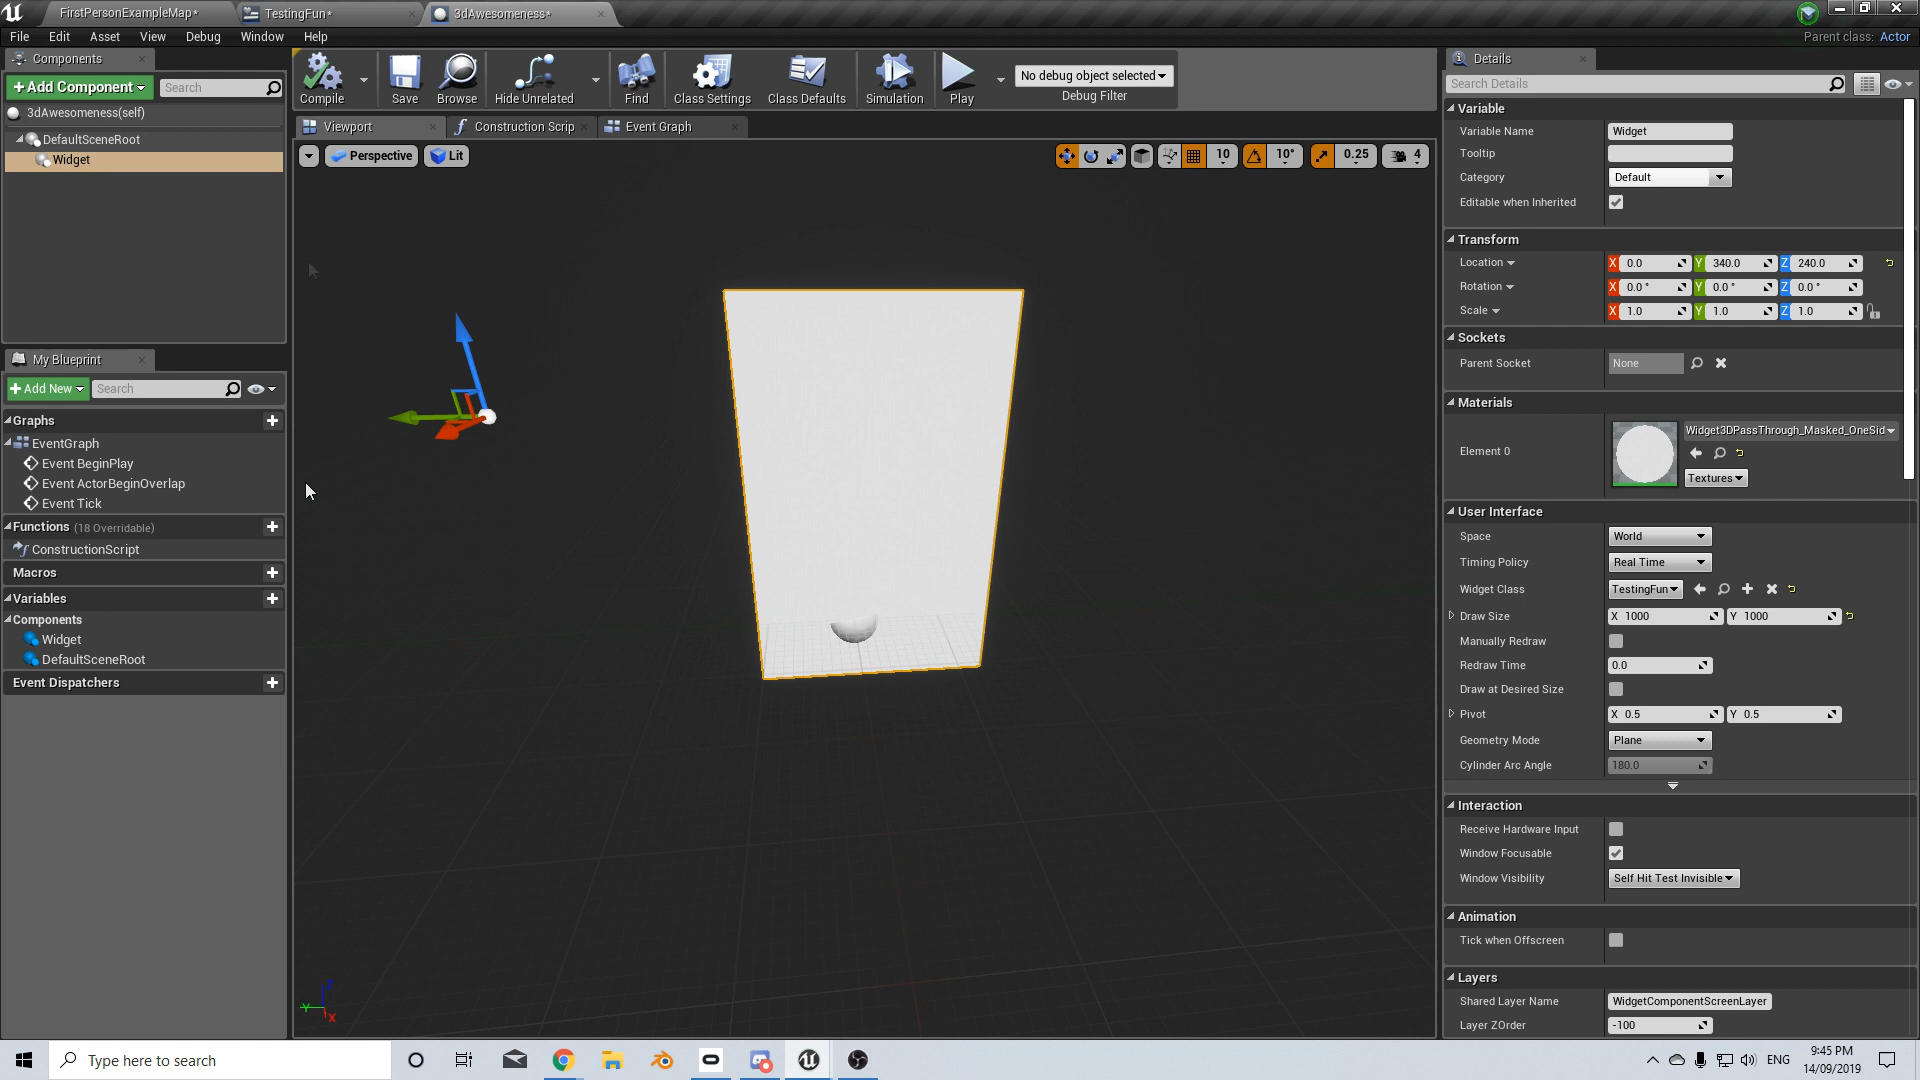 FirstPersonExampleMap*
TestingFun*
3dAwesomeness*
File Edit Asset View Debug Window Help
Parent class: Actor
Components
Add Component
Search
3dAwesomeness(self)
DefaultSceneRoot
Widget
My Blueprint
Add New
Search
Graphs
EventGraph
Event BeginPlay
Event ActorBeginOverlap
Event Tick
Functions (18 Overridable)
ConstructionScript
Macros
Variables
Components
Widget
DefaultSceneRoot
Event Dispatchers
Compile
Save
Browse
Hide Unrelated
Find
Class Settings
Class Defaults
Simulation
Play
No debug object selected
Debug Filter
Viewport
Construction Scrip
Event Graph
Perspective
Lit
10
10°
0.25
4
Z
Y
X
Details
Search Details
Variable
Variable Name Widget
Tooltip
Category Default
Editable when Inherited
Transform
Location X 0.0 Y 340.0 Z 240.0
Rotation X 0.0 ° Y 0.0 ° Z 0.0 °
Scale X 1.0 Y 1.0 Z 1.0
Sockets
Parent Socket None
Materials
Element 0
Widget3DPassThrough_Masked_OneSid
Textures
User Interface
Space World
Timing Policy Real Time
Widget Class TestingFun
Draw Size X 1000 Y 1000
Manually Redraw
Redraw Time 0.0
Draw at Desired Size
Pivot X 0.5 Y 0.5
Geometry Mode Plane
Cylinder Arc Angle 180.0
Interaction
Receive Hardware Input
Window Focusable
Window Visibility Self Hit Test Invisible
Animation
Tick when Offscreen
Layers
Shared Layer Name WidgetComponentScreenLayer
Layer ZOrder -100
Type here to search
ENG
9:45 PM
14/09/2019